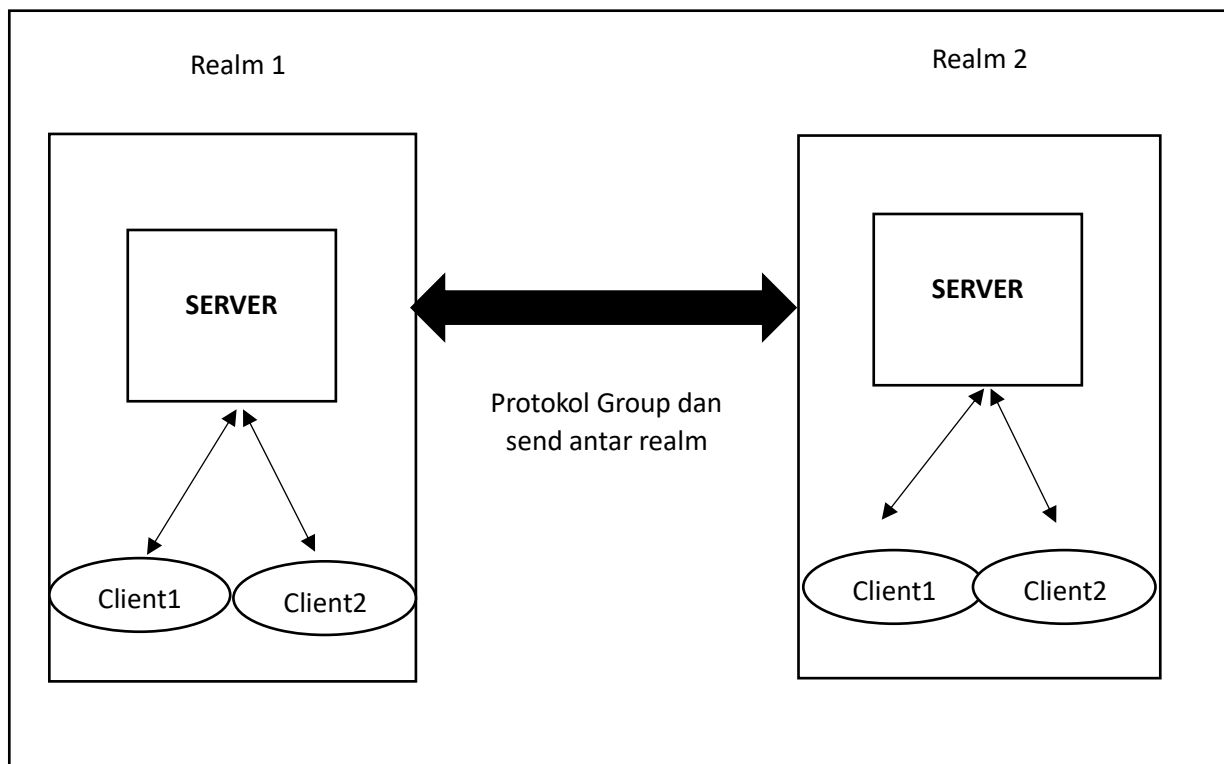 Realm 1
Realm 2
SERVER
SERVER
Protokol Group dan
send antar realm
Client1
Client2
Client1
Client2